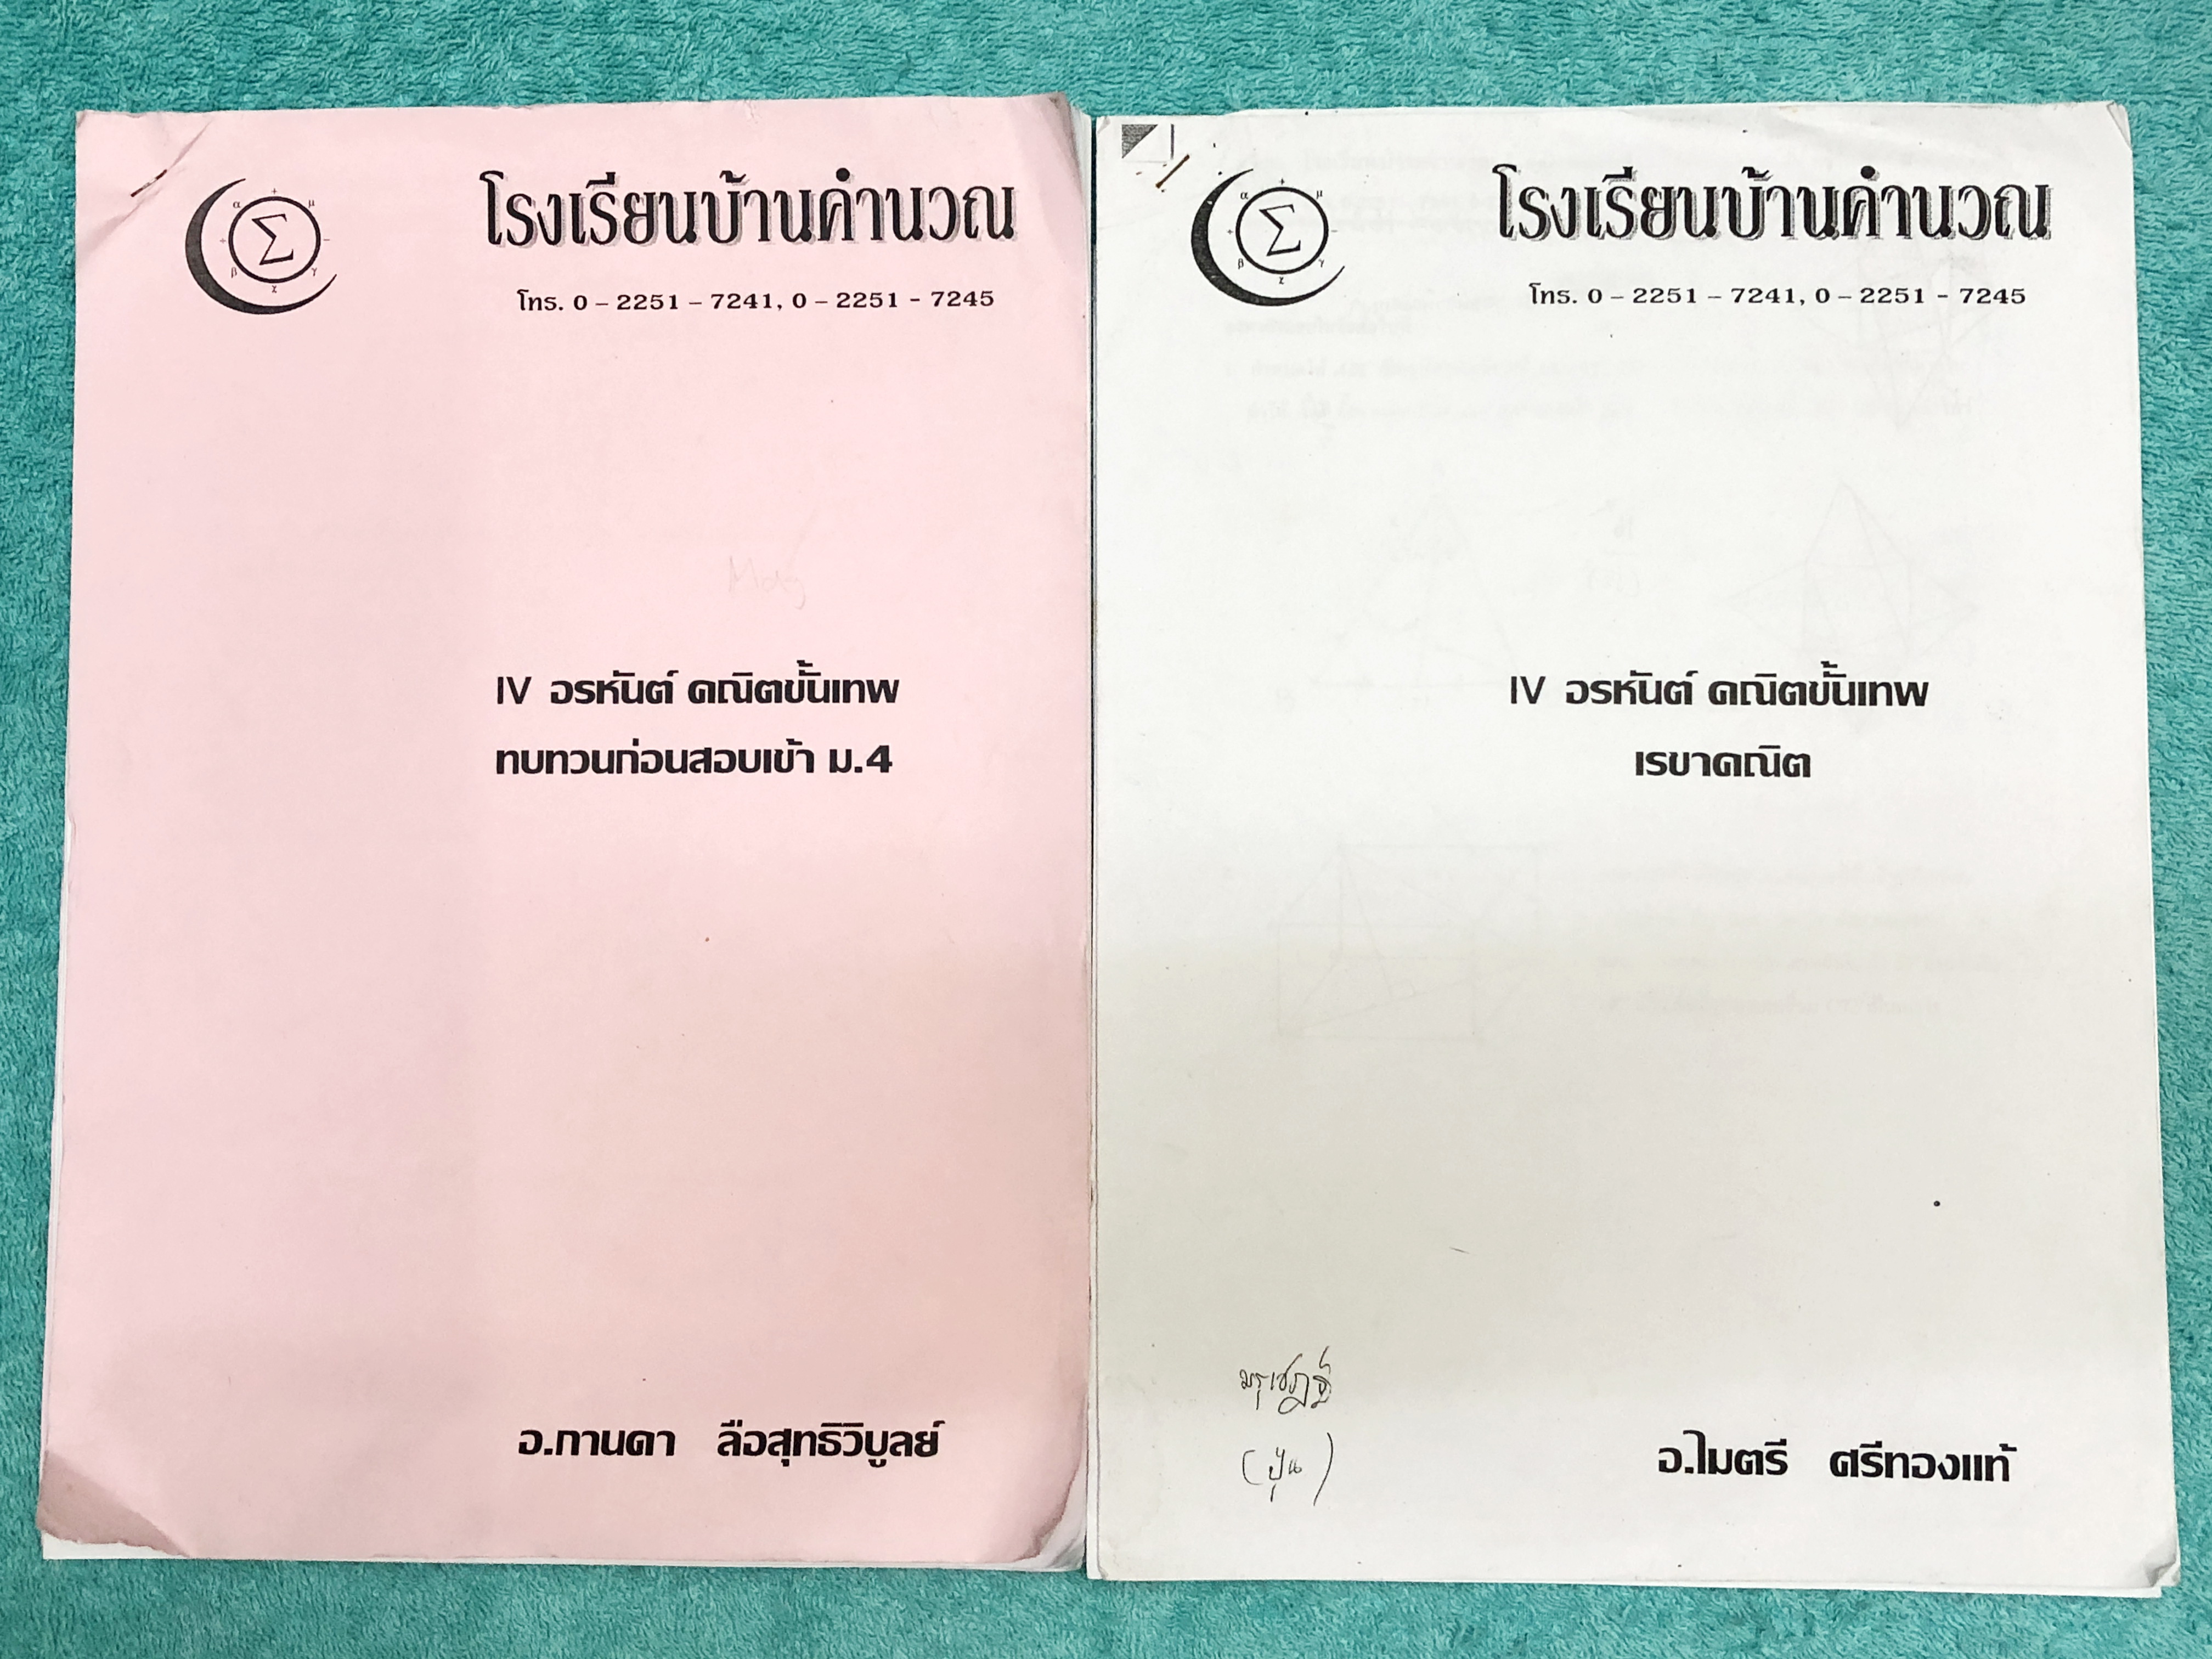 โรงเรียนบ้านคำนวณ
โทร. 0 – 2251 – 7241, 0 – 2251 - 7245
IV อรหันต์ คณิตขั้นเทพ
ทบทวนก่อนสอบเข้า ม.4
อ.กานดา ลือสุทธิวิบูลย์
โรงเรียนบ้านคำนวณ
โทร. 0 – 2251 – 7241, 0 – 2251 - 7245
IV อรหันต์ คณิตขั้นเทพ
เรขาคณิต
(ปุ่น)
อ.ไมตรี ศรีทองแท้